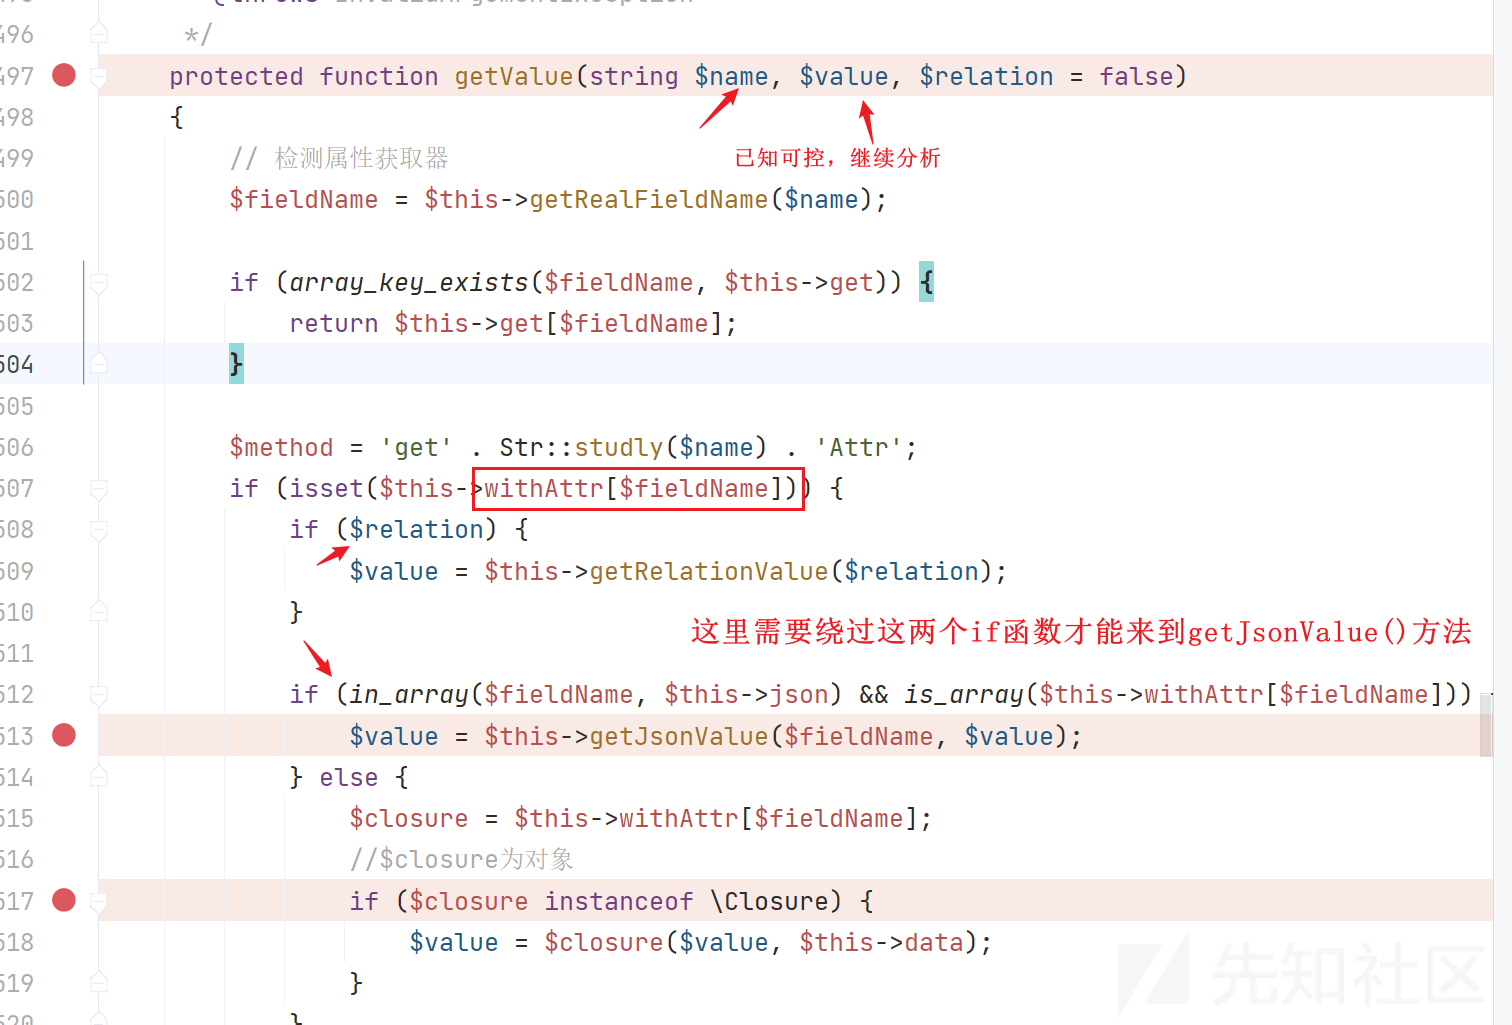 496 */
497 protected function getValue(string $name, $value, $relation = false)
498 {
已知可控，继续分析
499 // 检测属性获取器
500 $fieldName = $this->getRealFieldName($name);
501
502 if (array_key_exists($fieldName, $this->get)) {
503 return $this->get[$fieldName];
504 }
505
506 $method = 'get' . Str::studly($name) . 'Attr';
507 if (isset($this->withAttr[$fieldName])) {
508 if ($relation) {
509 $value = $this->getRelationValue($relation);
510 }
这里需要绕过这两个if函数才能来到getJsonValue()方法
511
512 if (in_array($fieldName, $this->json) && is_array($this->withAttr[$fieldName]))
513 $value = $this->getJsonValue($fieldName, $value);
514 } else {
515 $closure = $this->withAttr[$fieldName];
516 //$closure为对象
517 if ($closure instanceof \Closure) {
518 $value = $closure($value, $this->data);
519 }
520 }
先知社区